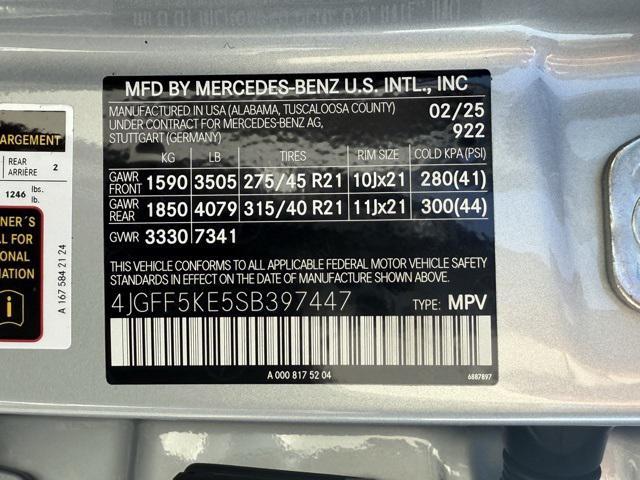 MFD BY MERCEDES-BENZ U.S. INTL., INC
MANUFACTURED IN USA (ALABAMA, TUSCALOOSA COUNTY)
UNDER CONTRACT FOR MERCEDES-BENZ AG,
STUTTGART (GERMANY)
02/25
922
KG LB TIRES RIM SIZE COLD KPA (PSI)
GAWR FRONT 1590 3505 275/45 R21 10Jx21 280(41)
GAWR REAR 1850 4079 315/40 R21 11Jx21 300(44)
GVWR 3330 7341
THIS VEHICLE CONFORMS TO ALL APPLICABLE FEDERAL MOTOR VEHICLE SAFETY
STANDARDS IN EFFECT ON THE DATE OF MANUFACTURE SHOWN ABOVE.
4JGFF5KE5SB397447 TYPE: MPV
A 000 817 52 04
6887897
ARGEMENT
REAR 2
ARRIÈRE
1246 lbs.
lb.
NER´S
L FOR
IONAL
MATION
i
A 167 584 21 24